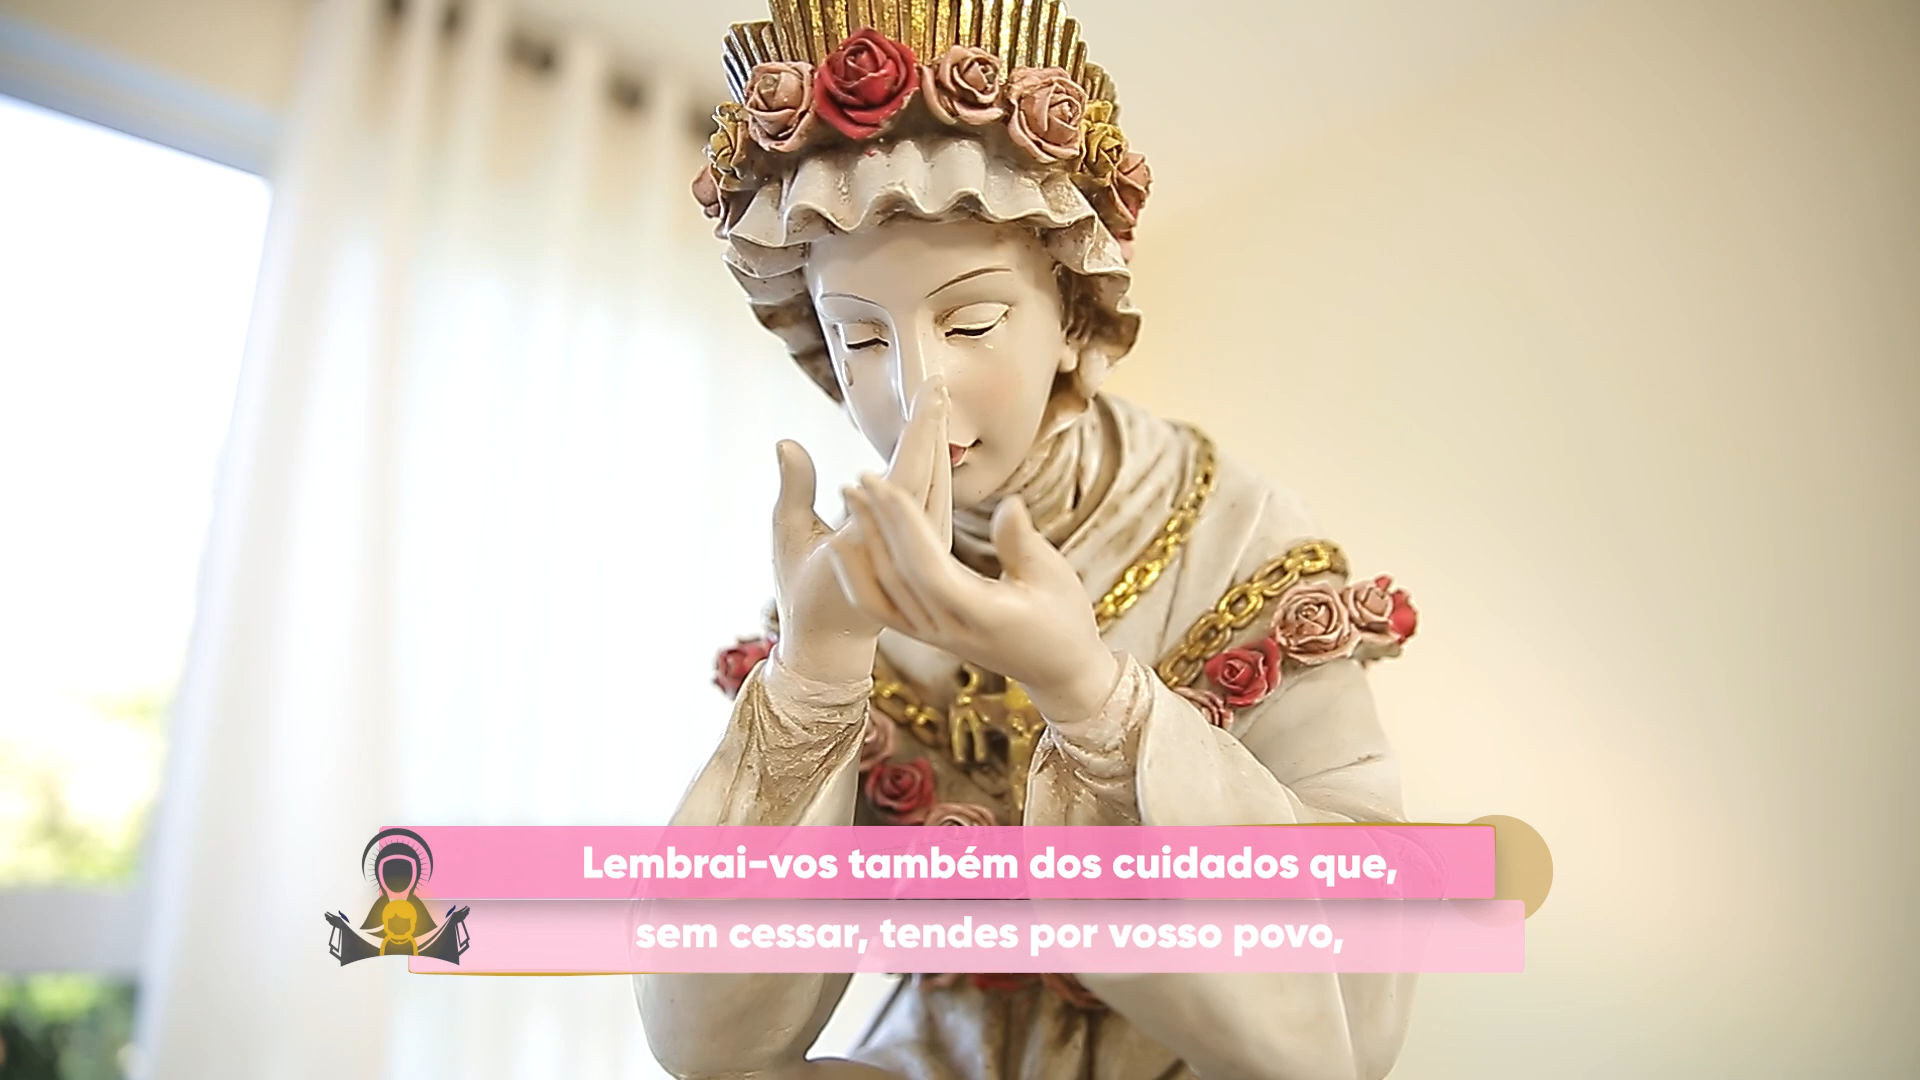 Lembrai-vos também dos cuidados que,
sem cessar, tendes por vosso povo,